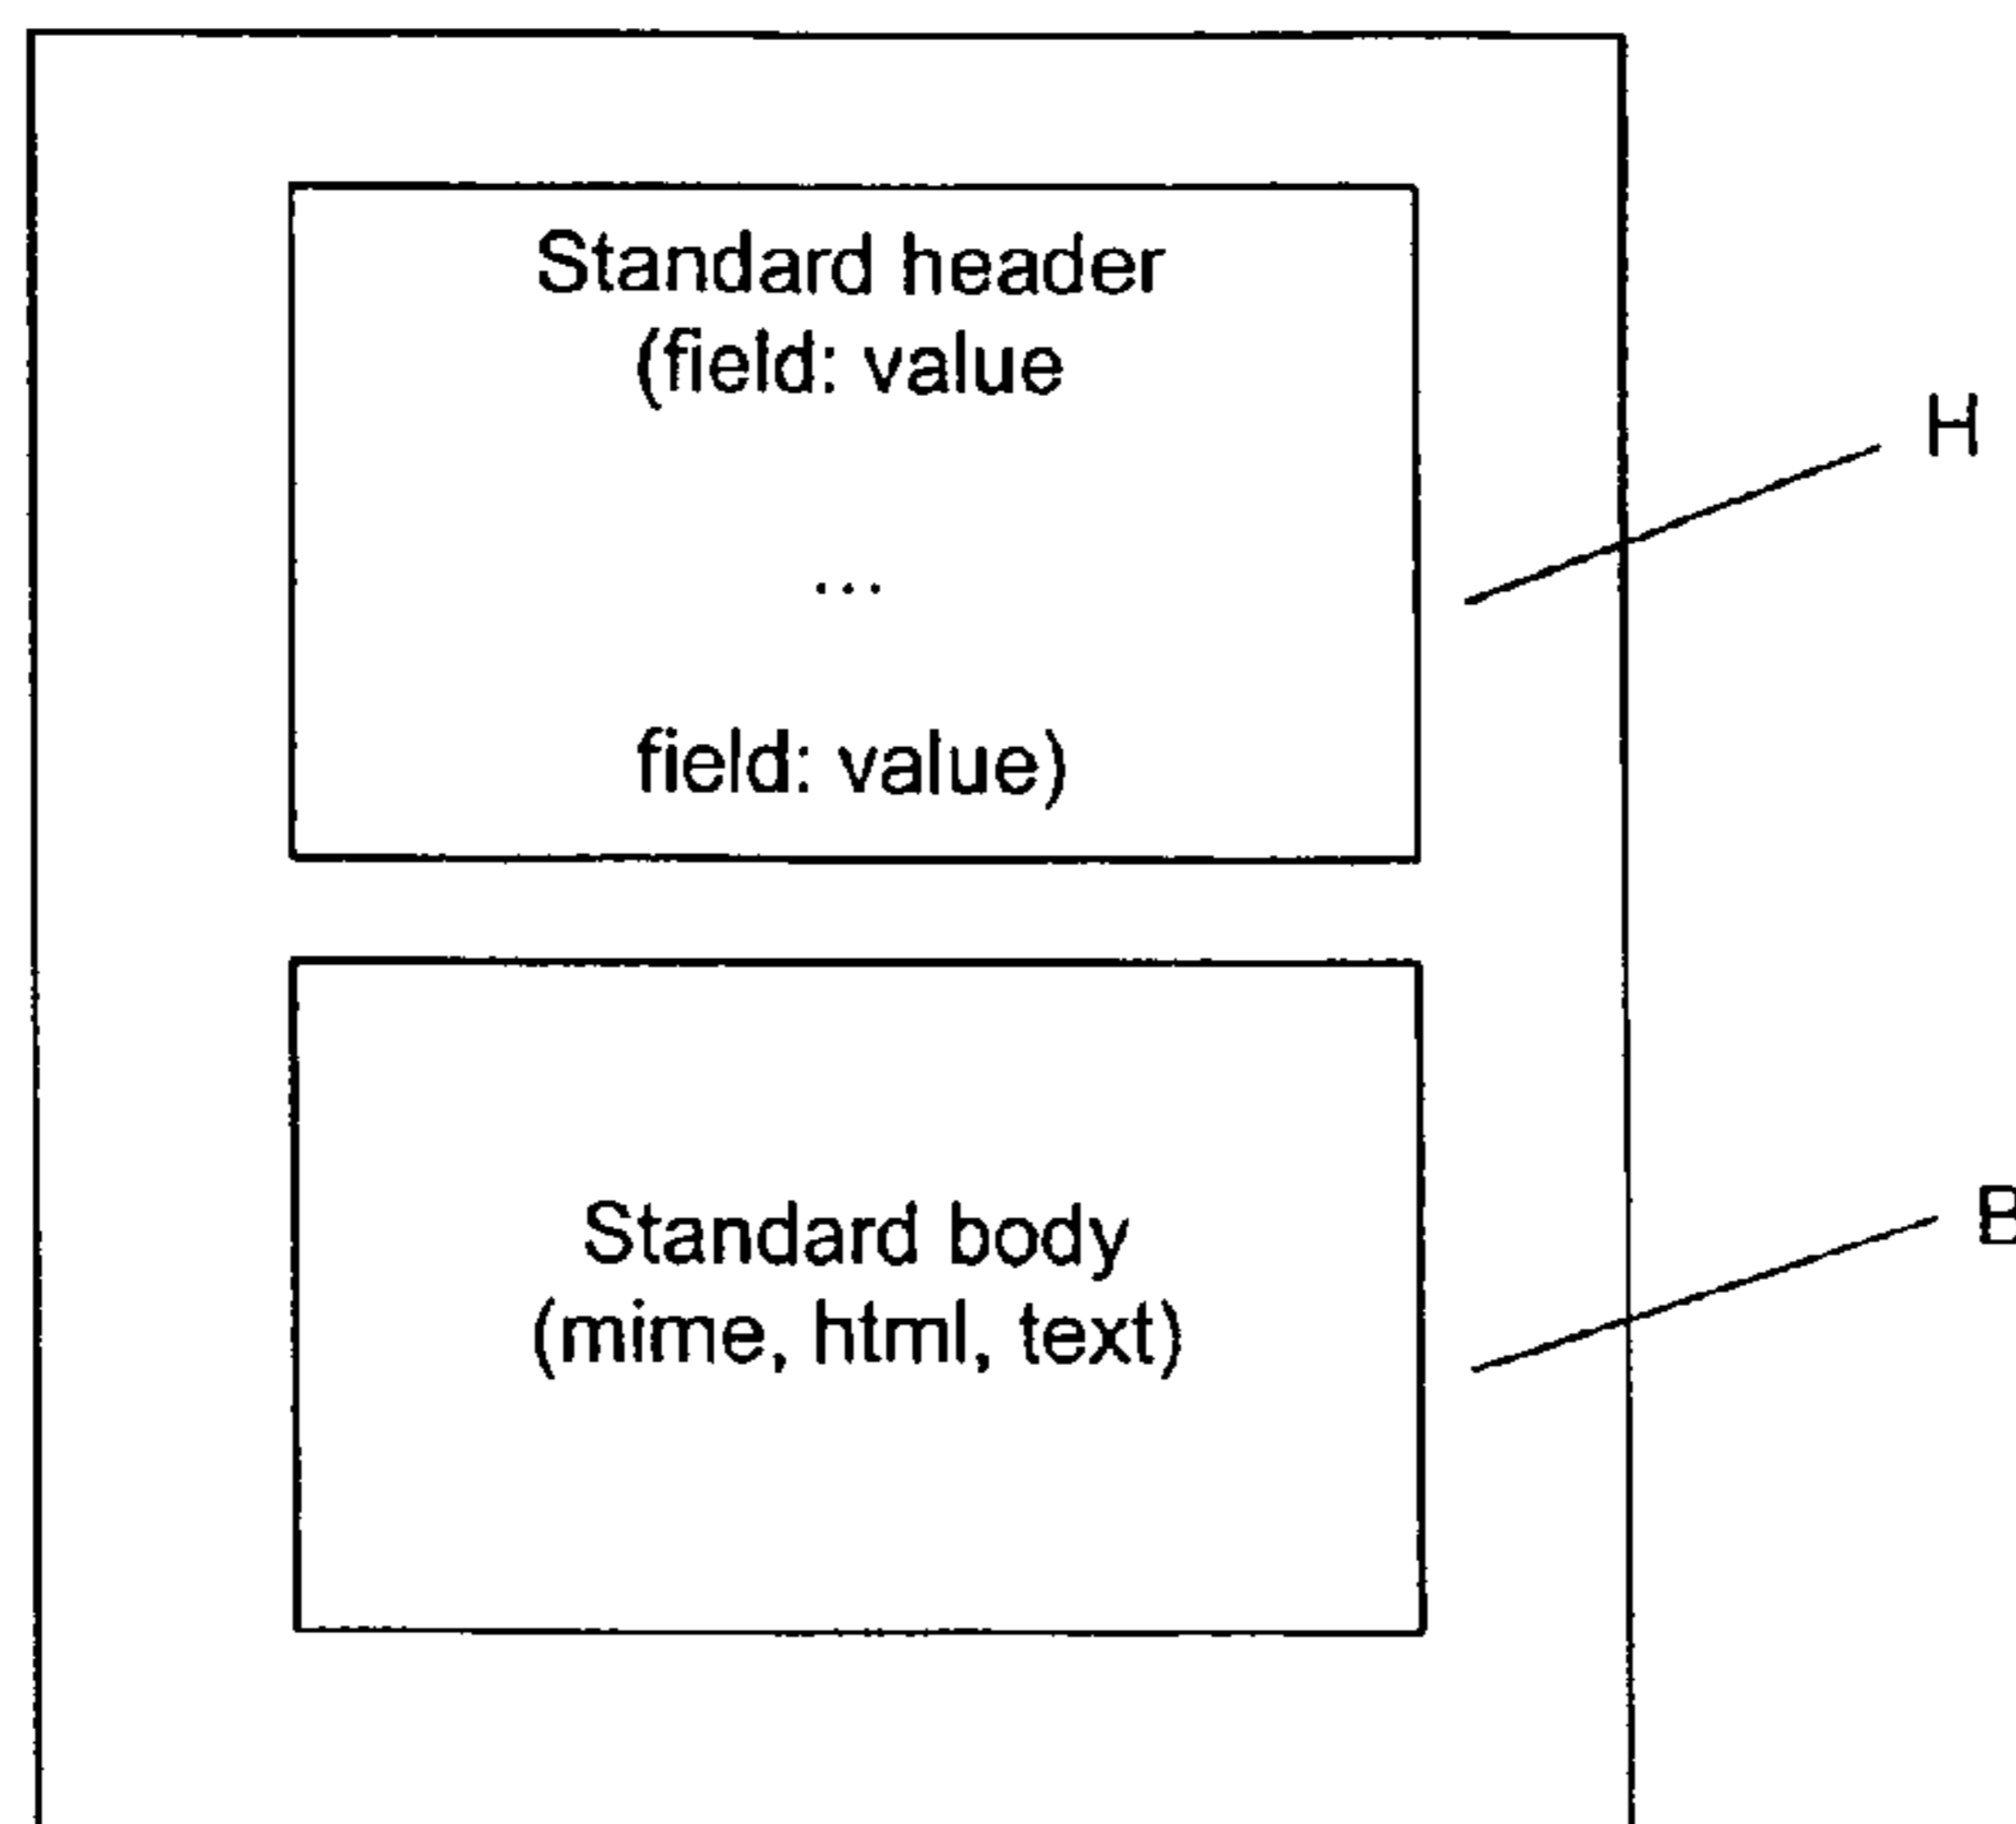 Standard header
(field: value
...
field: value)
H
Standard body
(mime, html, text)
B